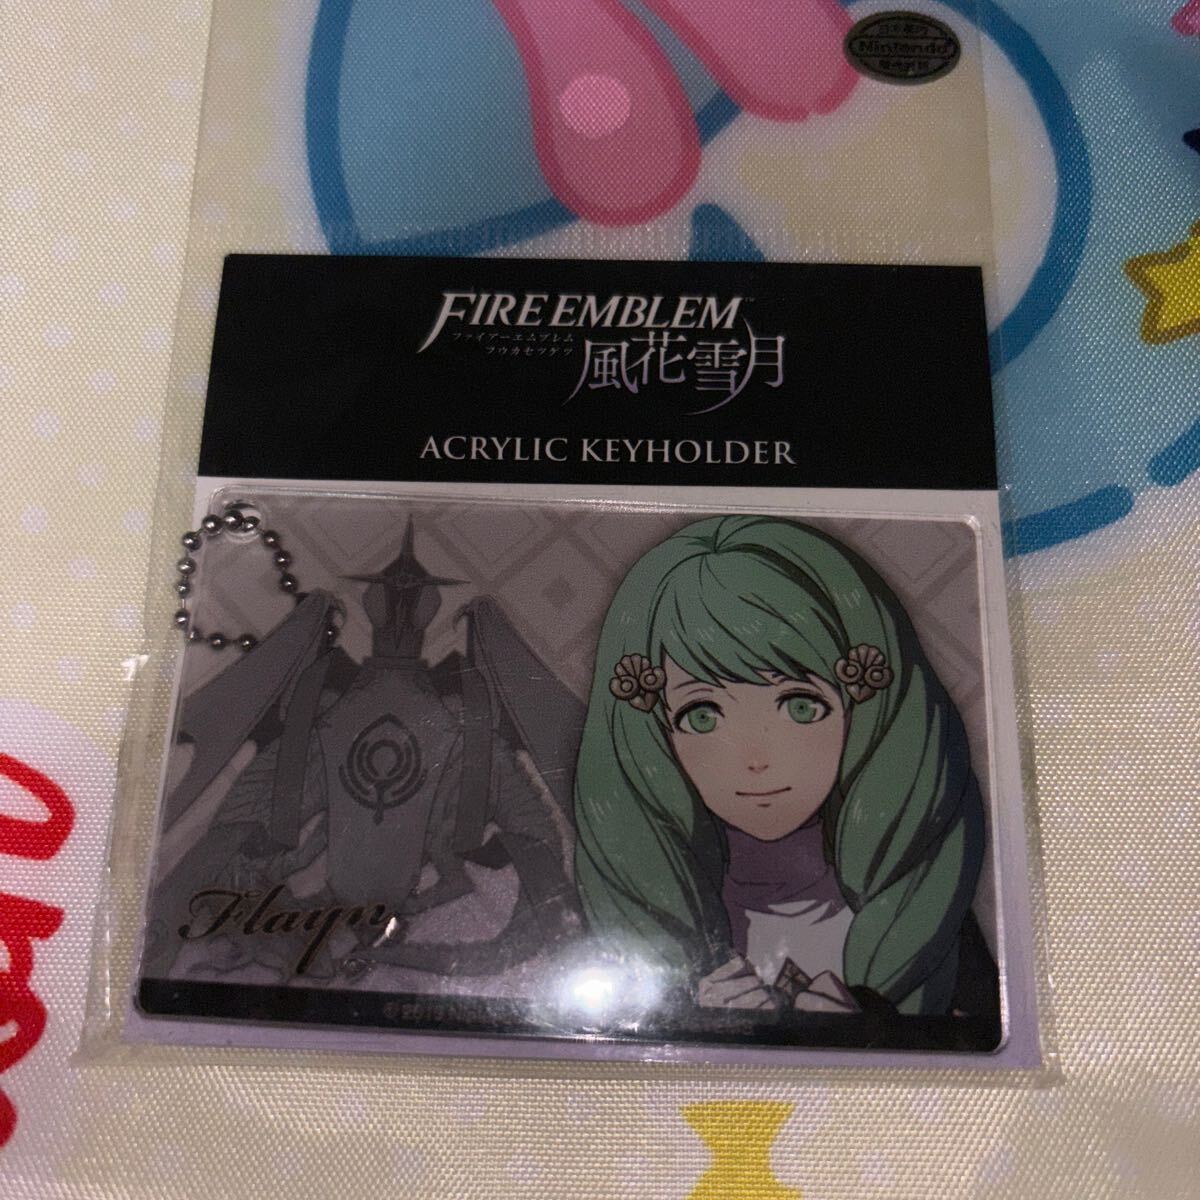 Nintendo
FIRE EMBLEM™
ファイアーエムブレム
フウカセツゲツ
風花雪月
ACRYLIC KEYHOLDER
Flayn